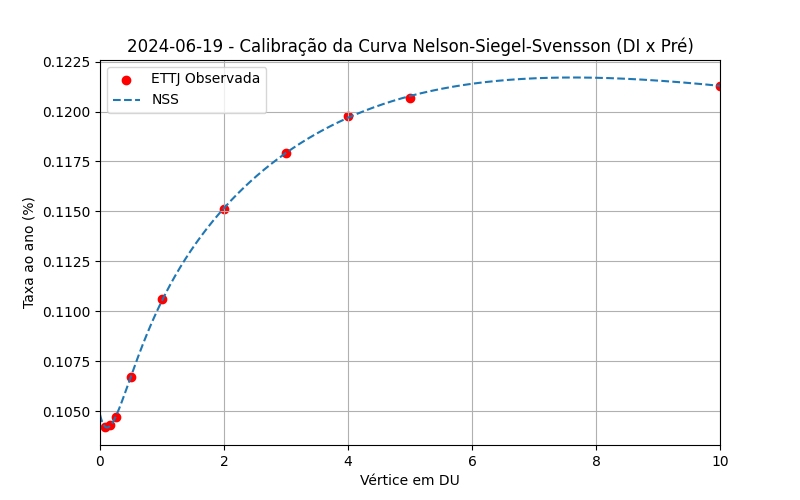 2024-06-19 - Calibração da Curva Nelson-Siegel-Svensson (DI x Pré)
ETTJ Observada
NSS
Taxa ao ano (%)
0.1225
0.1200
0.1175
0.1150
0.1125
0.1100
0.1075
0.1050
0 2 4 6 8 10
Vértice em DU